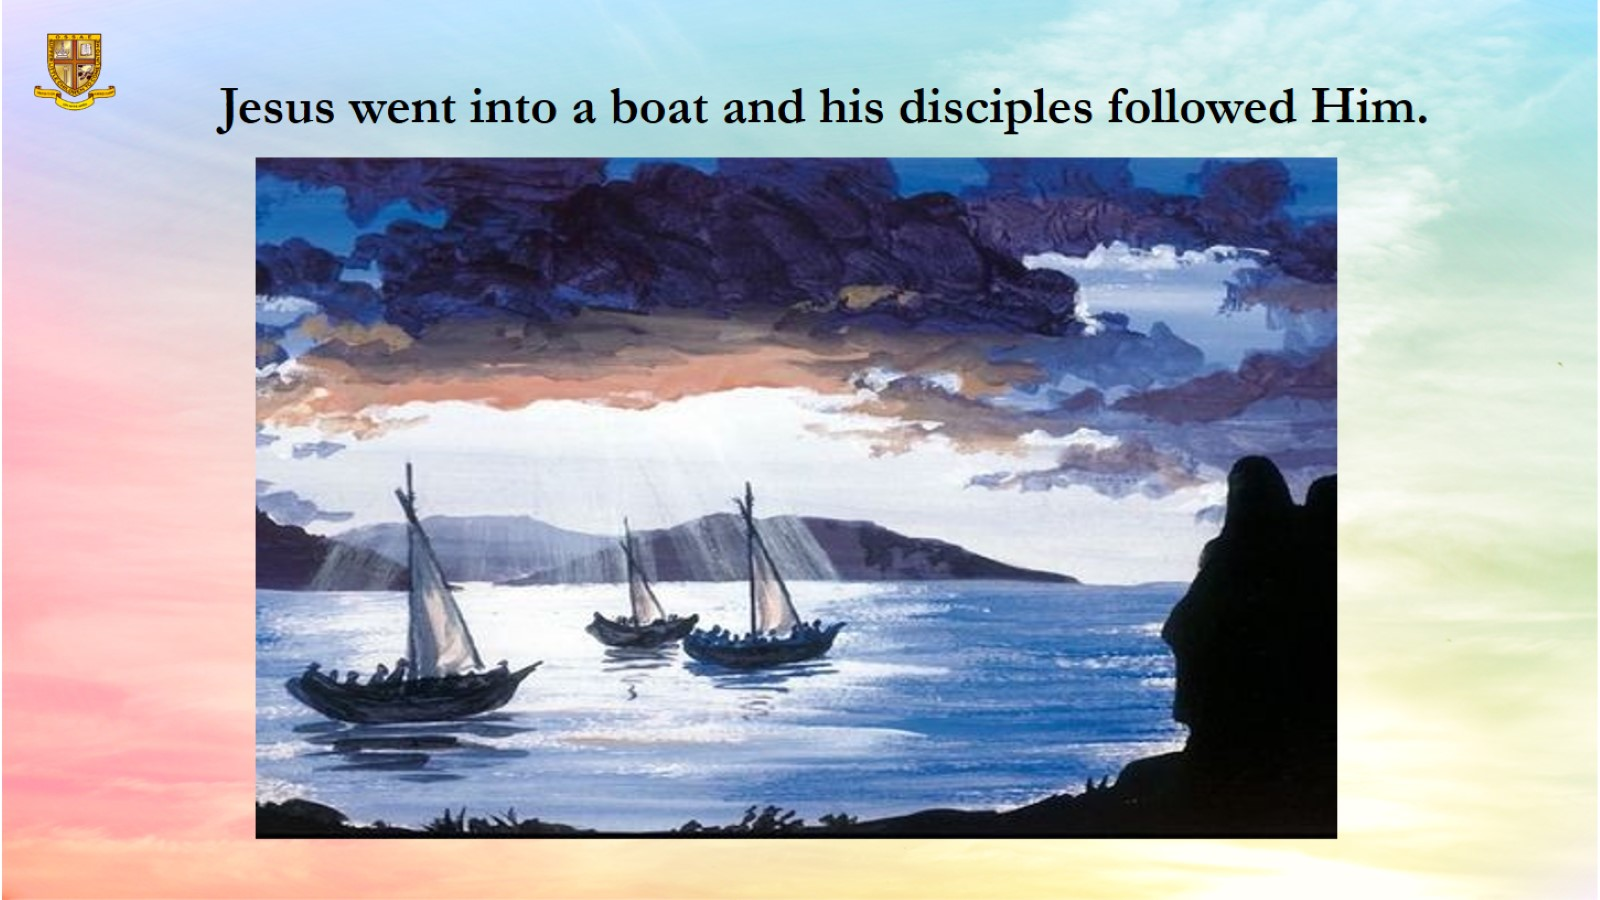 Jesus went into a boat and his disciples followed Him.